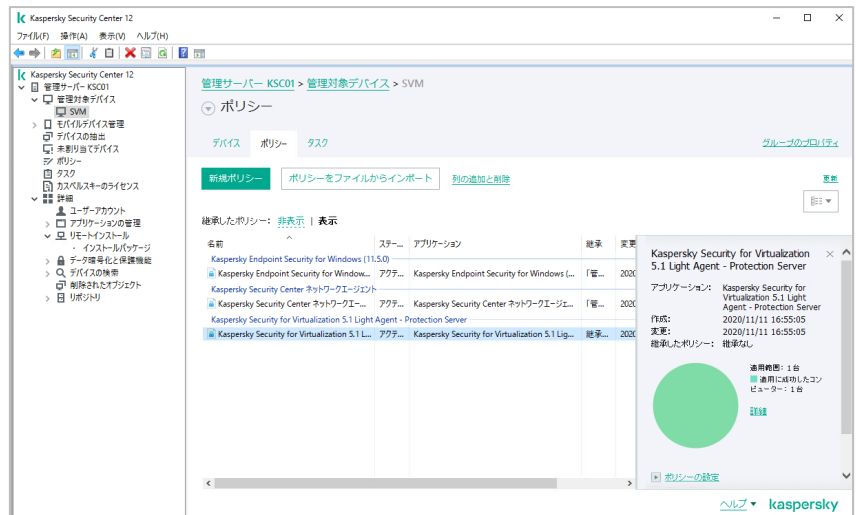 Kaspersky Security Center 12
ファイル(F) 操作(A) 表示(V) ヘルプ(H)
Kaspersky Security Center 12
管理サーバー KSC01
管理対象デバイス
SVM
モバイルデバイス管理
デバイスの抽出
未割り当てデバイス
ポリシー
タスク
カスペルスキーのライセンス
詳細
ユーザーアカウント
アプリケーションの管理
リモートインストール
・ インストールパッケージ
データ暗号化と保護機能
デバイスの検索
削除されたオブジェクト
リポジトリ
管理サーバー KSC01 > 管理対象デバイス > SVM
ポリシー
デバイス ポリシー タスク グループのプロパティ
新規ポリシー ポリシーをファイルからインポート 列の追加と削除 更新
継承したポリシー: 非表示 | 表示
名前 ステー... アプリケーション 継承 変更
Kaspersky Endpoint Security for Windows (11.5.0)
Kaspersky Endpoint Security for Window... アクテ... Kaspersky Endpoint Security for Windows (... 「管... 2020
Kaspersky Security Center ネットワークエージェント
Kaspersky Security Center ネットワークエー... アクテ... Kaspersky Security Center ネットワークエージェ... 「管... 2020
Kaspersky Security for Virtualization 5.1 Light Agent - Protection Server
Kaspersky Security for Virtualization 5.1 L... アクテ... Kaspersky Security for Virtualization 5.1 Lig... 継承... 2020
Kaspersky Security for Virtualization
5.1 Light Agent - Protection Server
アプリケーション: Kaspersky Security for
Virtualization 5.1 Light
Agent - Protection Server
作成: 2020/11/11 16:55:05
変更: 2020/11/11 16:55:05
継承したポリシー: 継承なし
適用範囲: 1台
適用に成功したコン
ピューター: 1台
詳細
ポリシーの設定
ヘルプ kaspersky